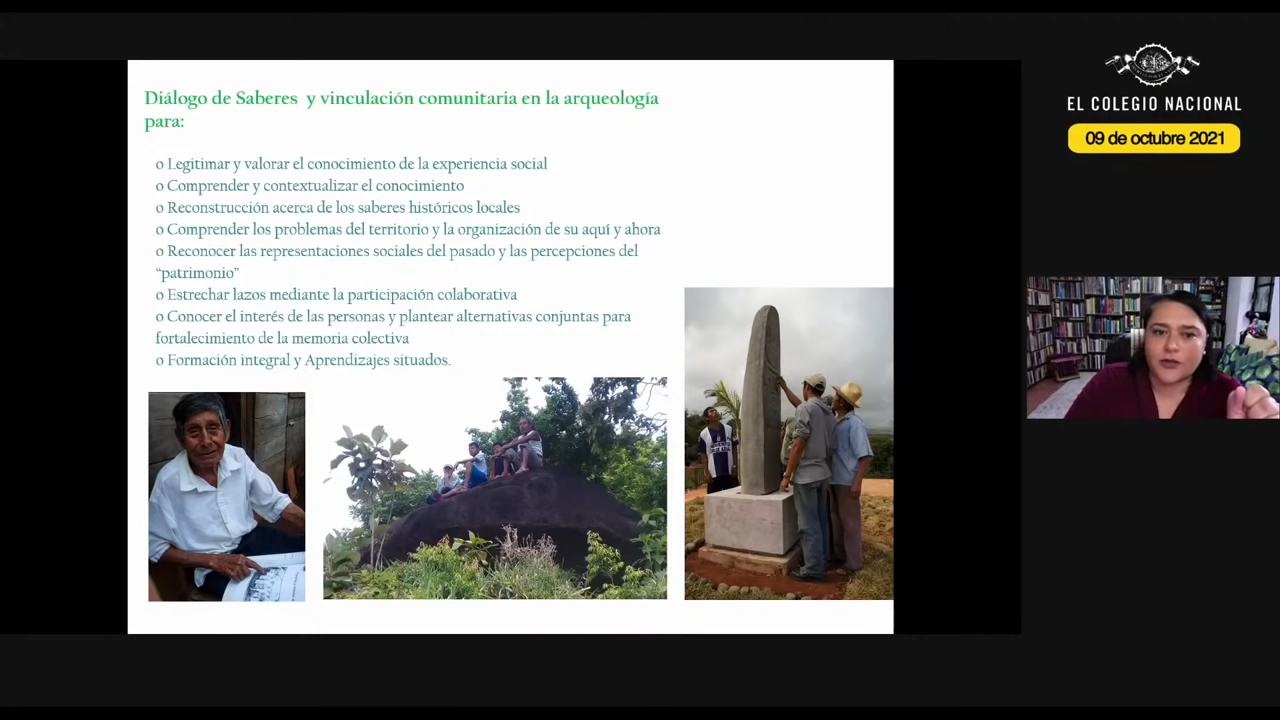 Diálogo de Saberes y vinculación comunitaria en la arqueología
para:
o Legitimar y valorar el conocimiento de la experiencia social
o Comprender y contextualizar el conocimiento
o Reconstrucción acerca de los saberes históricos locales
o Comprender los problemas del territorio y la organización de su aquí y ahora
o Reconocer las representaciones sociales del pasado y las percepciones del
“patrimonio”
o Estrechar lazos mediante la participación colaborativa
o Conocer el interés de las personas y plantear alternativas conjuntas para
fortalecimiento de la memoria colectiva
o Formación integral y Aprendizajes situados.
EL COLEGIO NACIONAL
09 de octubre 2021